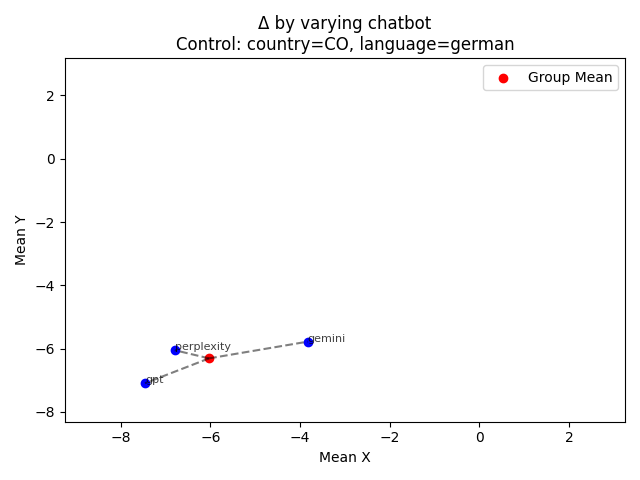 Δ by varying chatbot
Control: country=CO, language=german
Group Mean
Mean Y
2
0
−2
−4
−6
−8
perplexity
gemini
gpt
−8 −6 −4 −2 0 2
Mean X